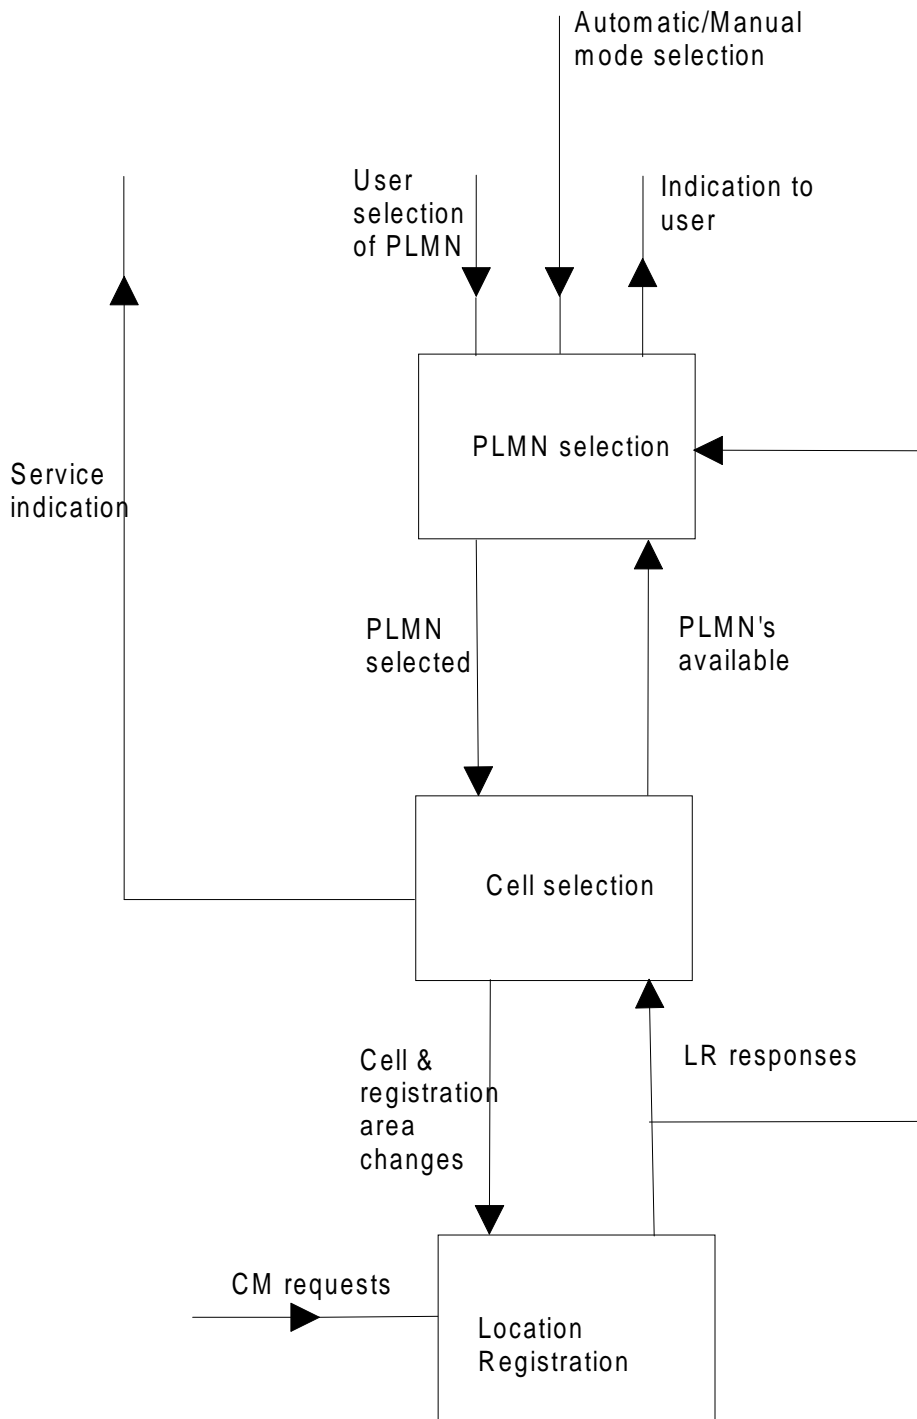 Automatic/Manual
mode selection
User
selection
of PLMN
Indication to
user
PLMN selection
Service
indication
PLMN
selected
PLMN's
available
Cell selection
Cell &
registration
area
changes
LR responses
CM requests
Location
Registration